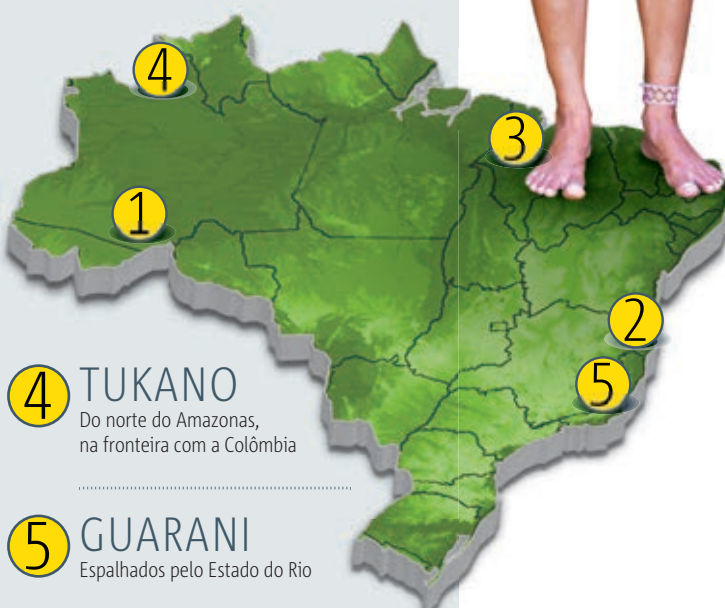 4
3
1
2
5
4 TUKANO
Do norte do Amazonas,
na fronteira com a Colômbia
5 GUARANI
Espalhados pelo Estado do Rio